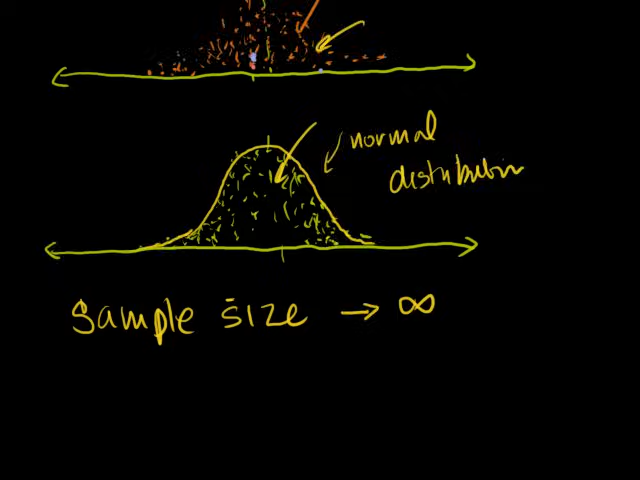 normal
distribution
sample size → ∞